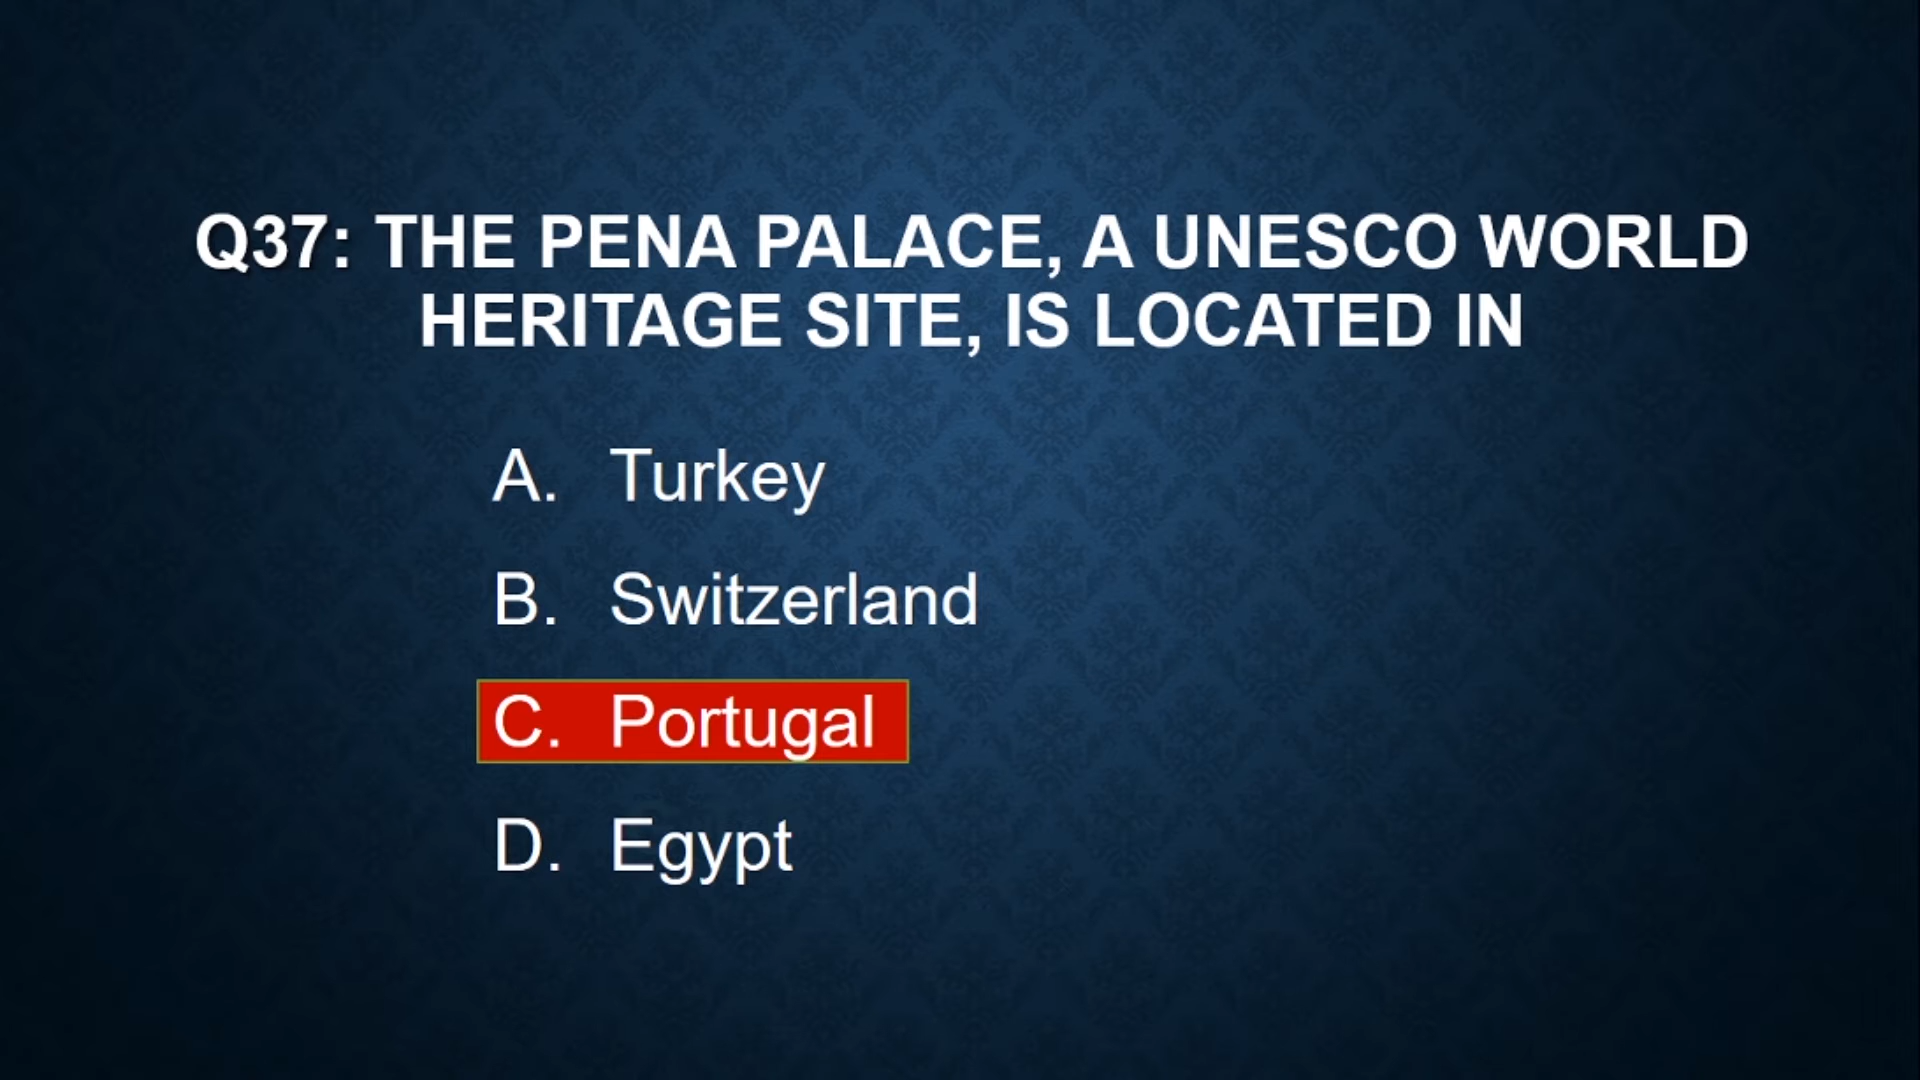 Q37: THE PENA PALACE, A UNESCO WORLD
HERITAGE SITE, IS LOCATED IN
A. Turkey
B. Switzerland
C. Portugal
D. Egypt